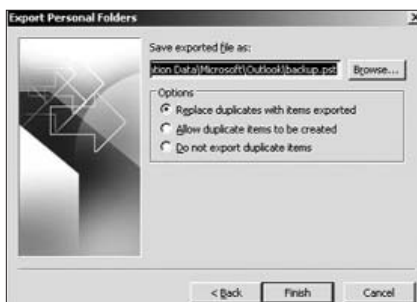 Export Personal Folders
Save exported file as:
ation Data\Microsoft\Outlook\backup.pst
Browse...
Options
Replace duplicates with items exported
Allow duplicate items to be created
Do not export duplicate items
< Back
Finish
Cancel